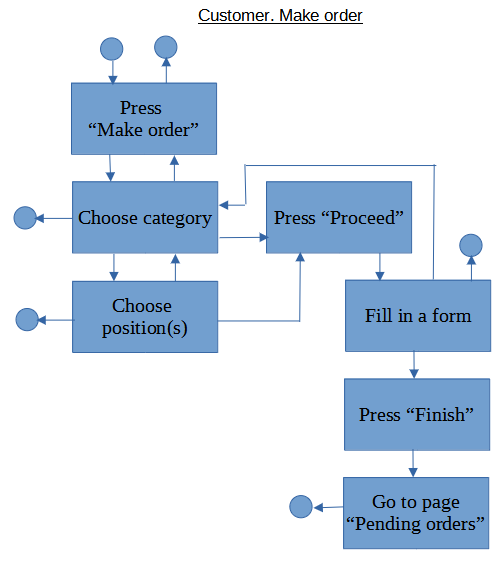 Customer. Make order
Press
“Make order”
Choose category
Press “Proceed”
Choose
position(s)
Fill in a form
Press “Finish”
Go to page
“Pending orders”